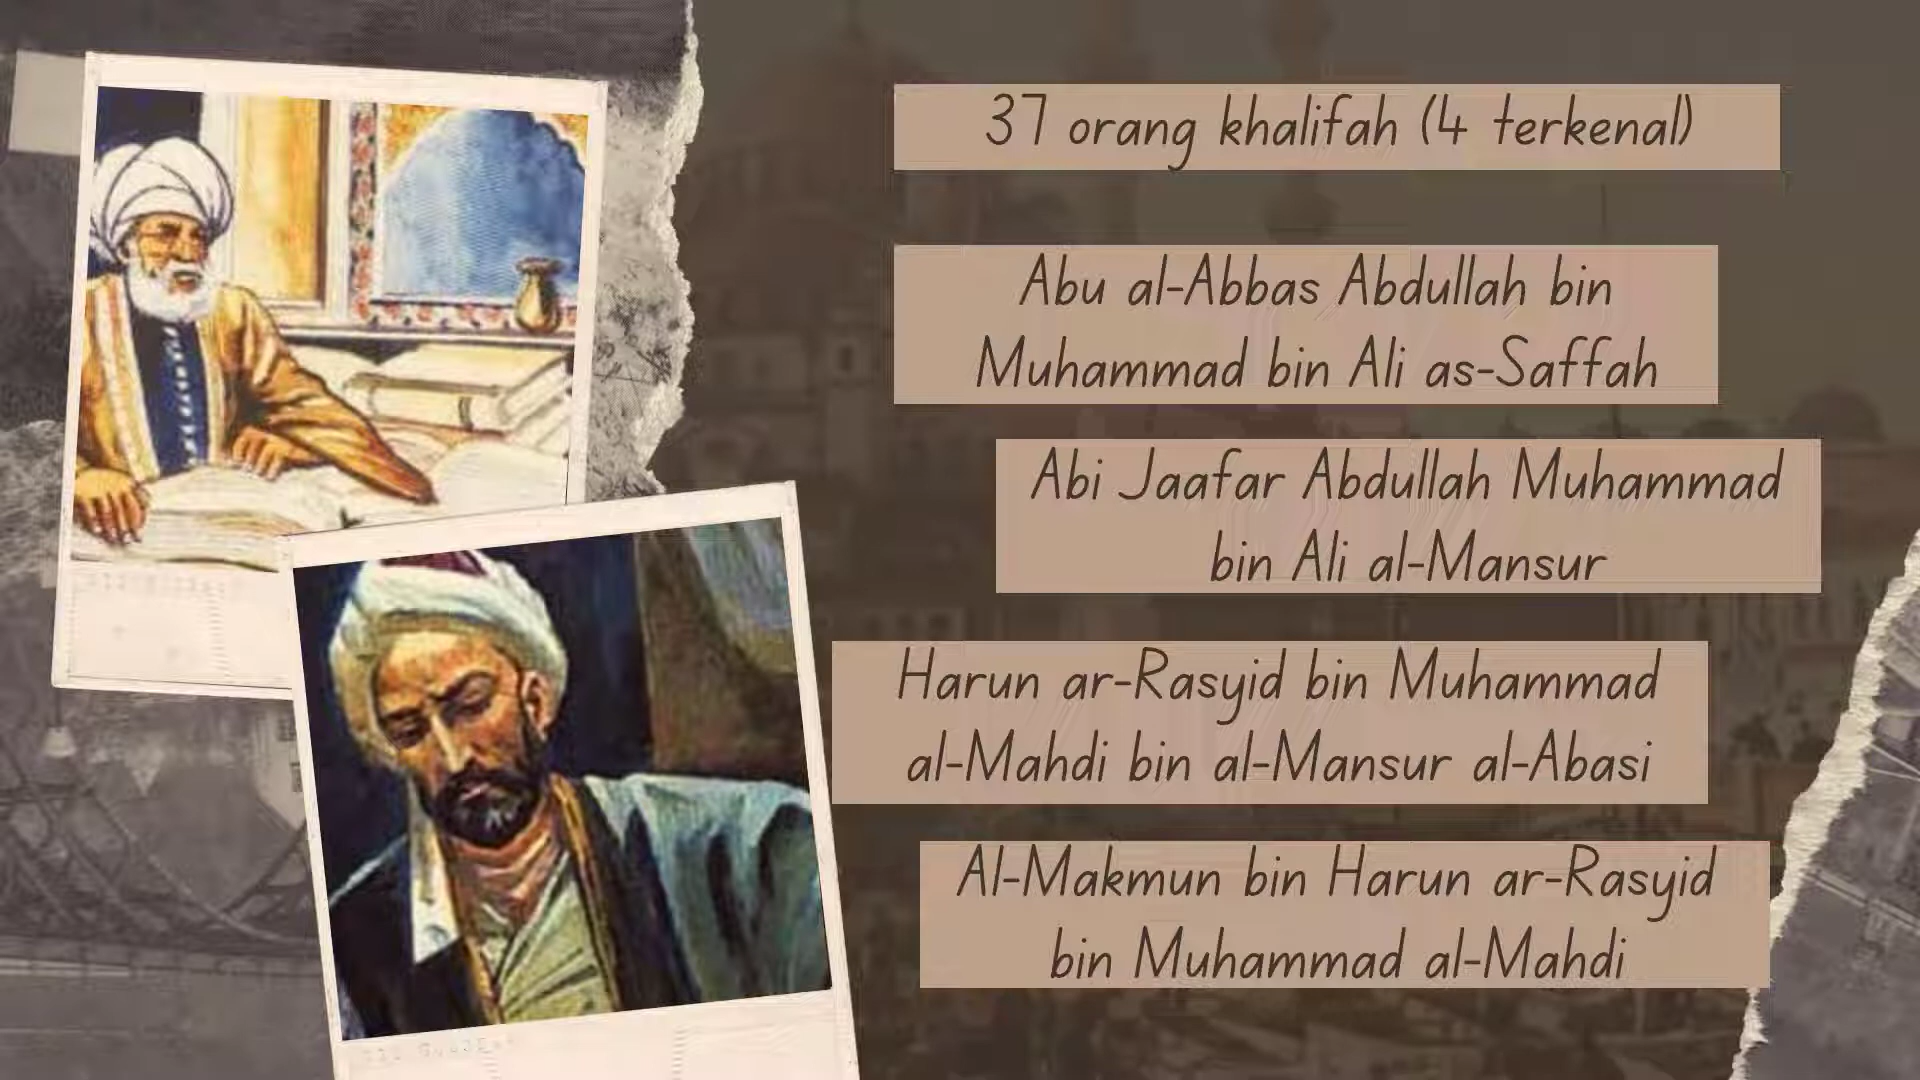 37 orang khalifah (4 terkenal)
Abu al-Abbas Abdullah bin
Muhammad bin Ali as-Saffah
Abi Jaafar Abdullah Muhammad
bin Ali al-Mansur
Harun ar-Rasyid bin Muhammad
al-Mahdi bin al-Mansur al-Abasi
Al-Makmun bin Harun ar-Rasyid
bin Muhammad al-Mahdi